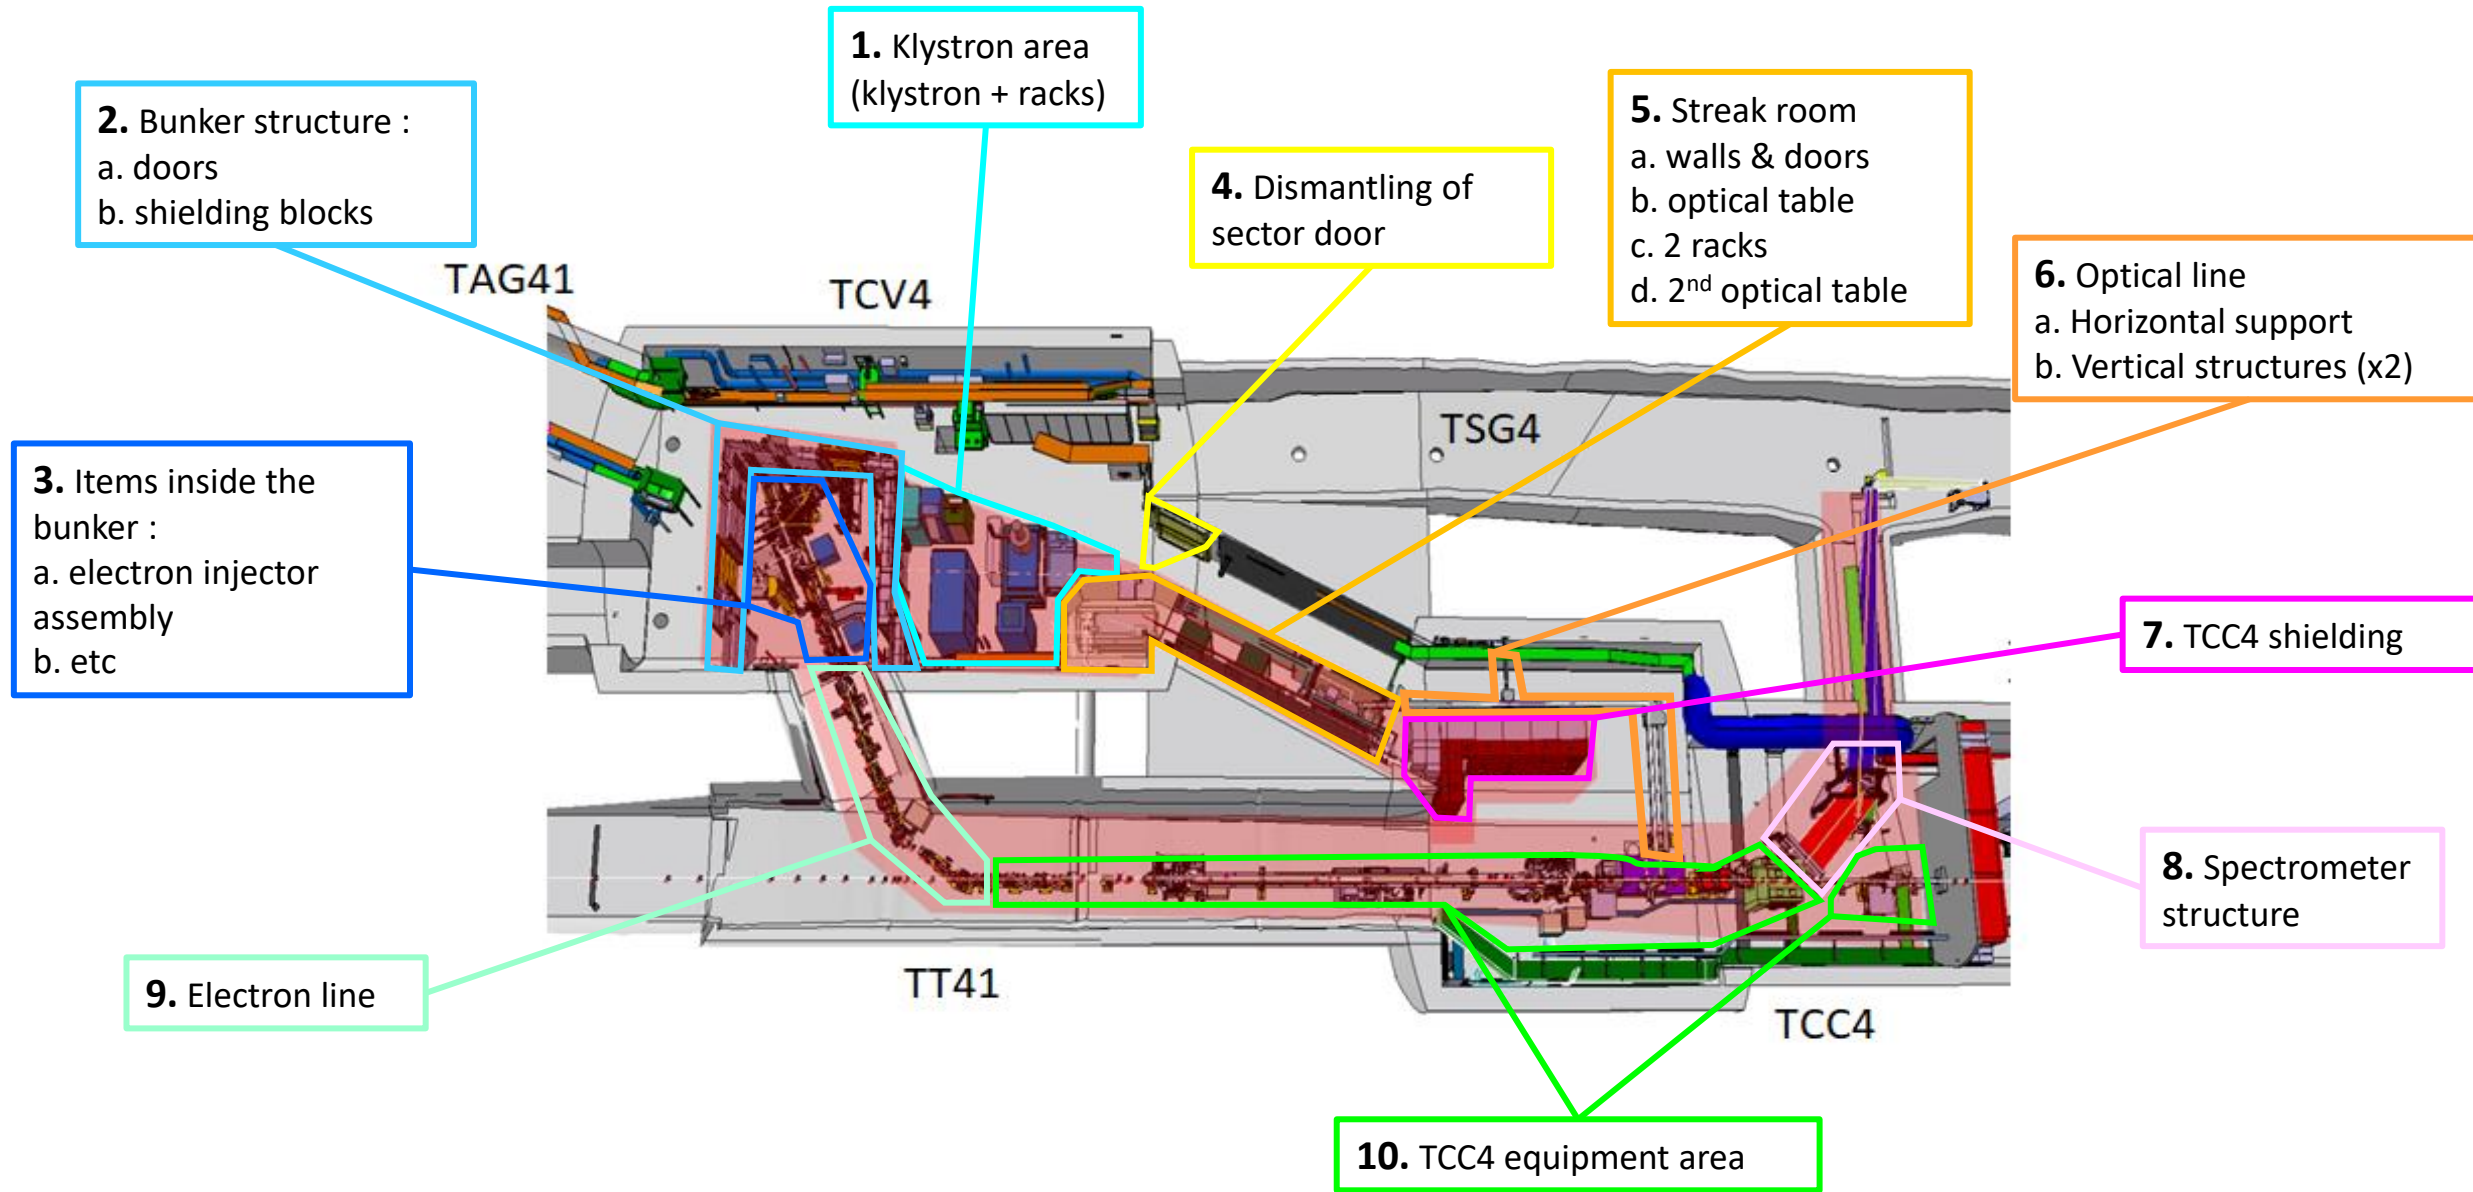 1. Klystron area
(klystron + racks)
2. Bunker structure :
a. doors
b. shielding blocks
5. Streak room
a. walls & doors
b. optical table
c. 2 racks
d. 2nd optical table
4. Dismantling of
sector door
6. Optical line
a. Horizontal support
b. Vertical structures (x2)
TAG41
TCV4
TSG4
3. Items inside the
bunker :
a. electron injector
assembly
b. etc
7. TCC4 shielding
8. Spectrometer
structure
9. Electron line
TT41
TCC4
10. TCC4 equipment area